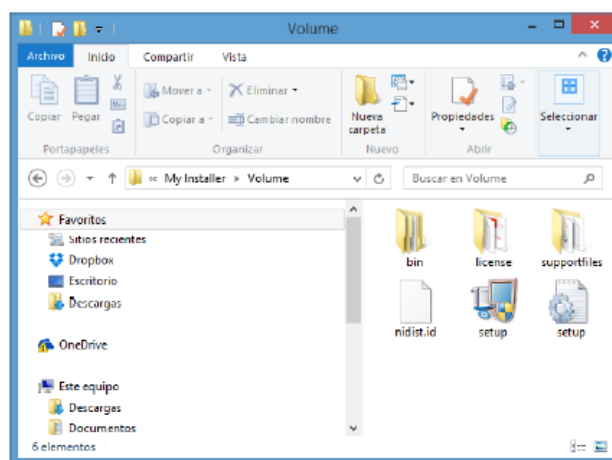 Volume
Archivo Inicio Compartir Vista
Copiar Pegar Mover a Copiar a Eliminar Cambiar nombre Nueva carpeta Propiedades Seleccionar
Portapapeles Organizar Nuevo Abrir
« My Installer Volume Buscar en Volume
Favoritos
Sitios recientes
Dropbox
Escritorio
Descargas
OneDrive
Este equipo
Descargas
Documentos
bin license supportfiles
nidist.id setup setup
6 elementos